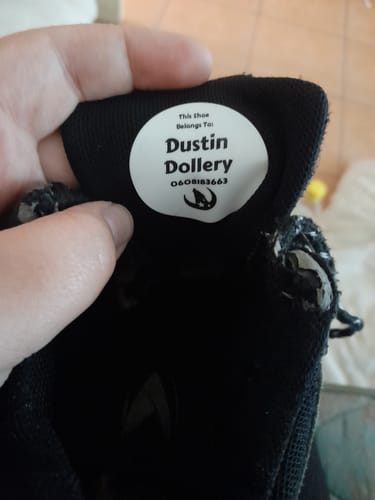 This Shoe
Belongs To:
Dustin
Dollery
0608183663